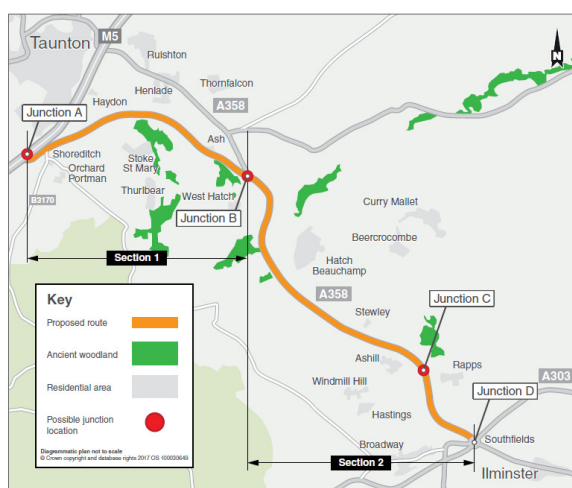 Taunton
M5
Ruishton
Henlade
Thornfalcon
Haydon
A358
N
Junction A
Ash
Shoreditch
Stoke
St Mary
Orchard
Portman
Thurlbear
West Hatch
B3170
Junction B
Curry Mallet
Beercrocombe
Section 1
Hatch
Beauchamp
A358
Junction C
Stewley
Key
Proposed route
Ancient woodland
Residential area
Possible junction
location
Diagrammatic plan not to scale
© Crown copyright and database rights 2017 OS 100030649
Ashill
Rapps
Windmill Hill
A303
Junction D
Hastings
Broadway
Southfields
Section 2
Ilminster